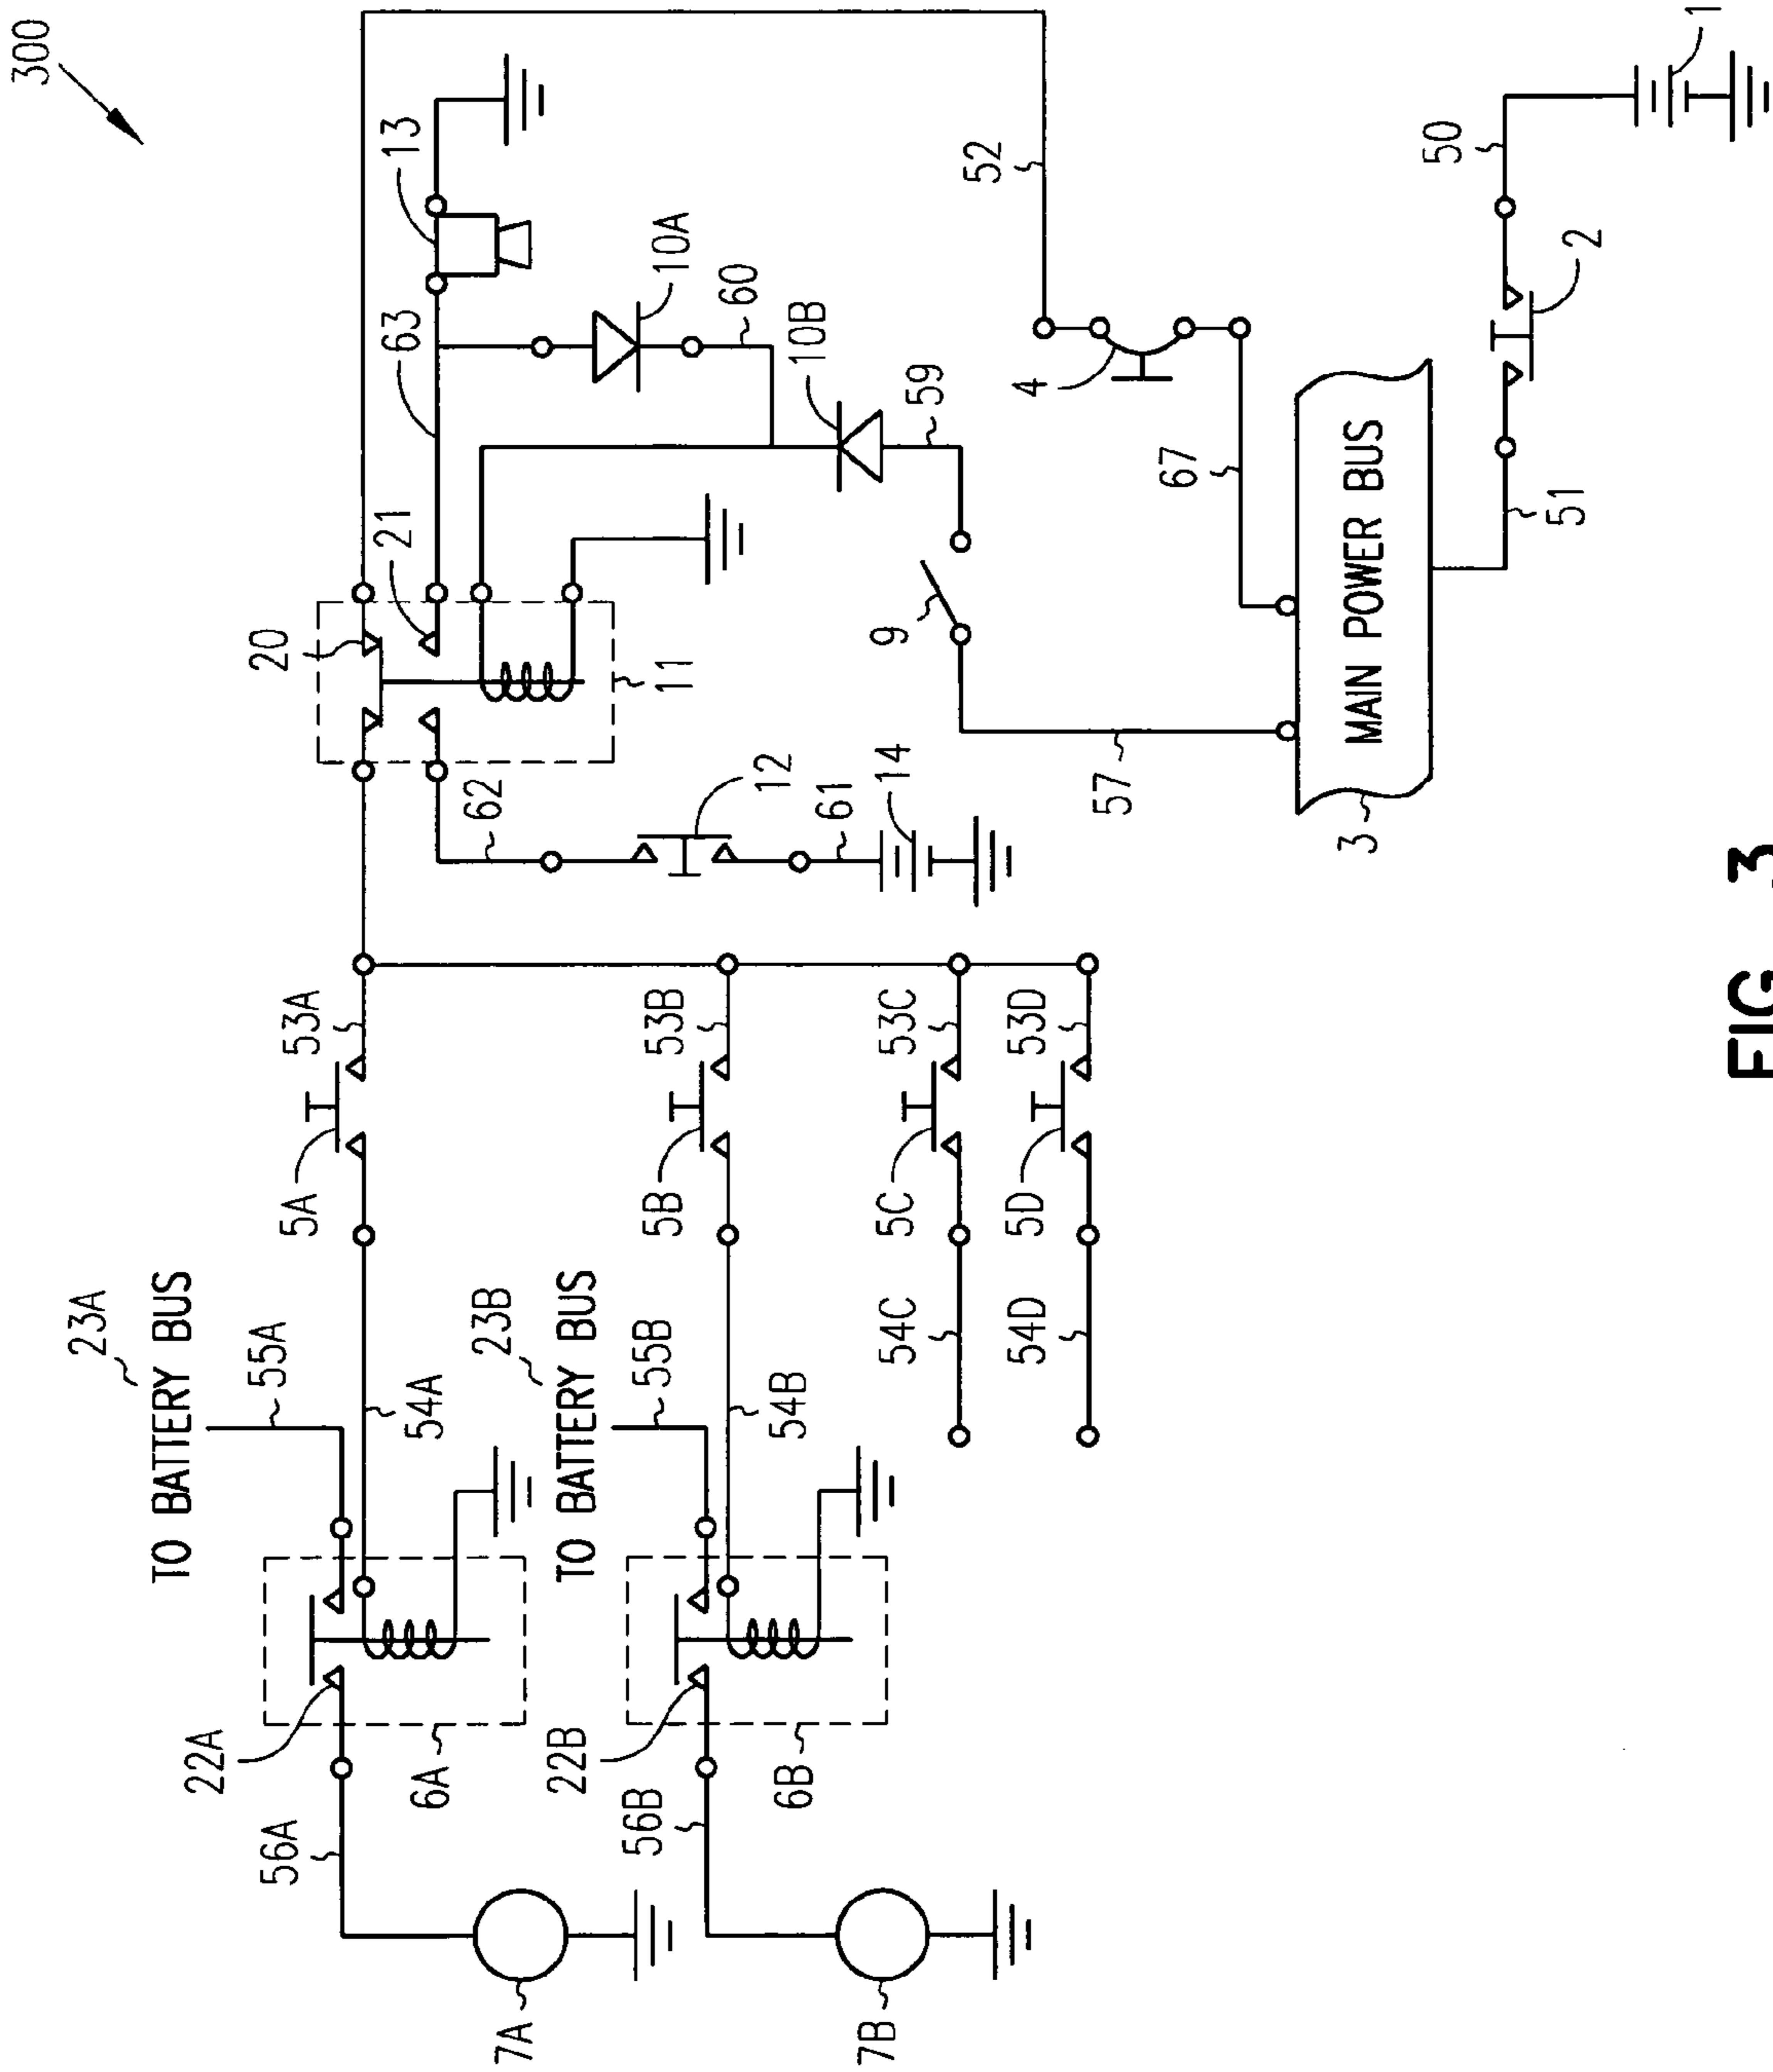 300
13
10A
63
60
52
10B
59
4
67
50
1
2
51
MAIN POWER BUS
3
20
21
11
9
57
62
12
61
14
53A
5A
53B
5B
53C
5C
53D
5D
54C
54D
23A
TO BATTERY BUS
55A
54A
23B
TO BATTERY BUS
55B
54B
22A
6A
56A
22B
6B
56B
7A
7B
FIG. 3